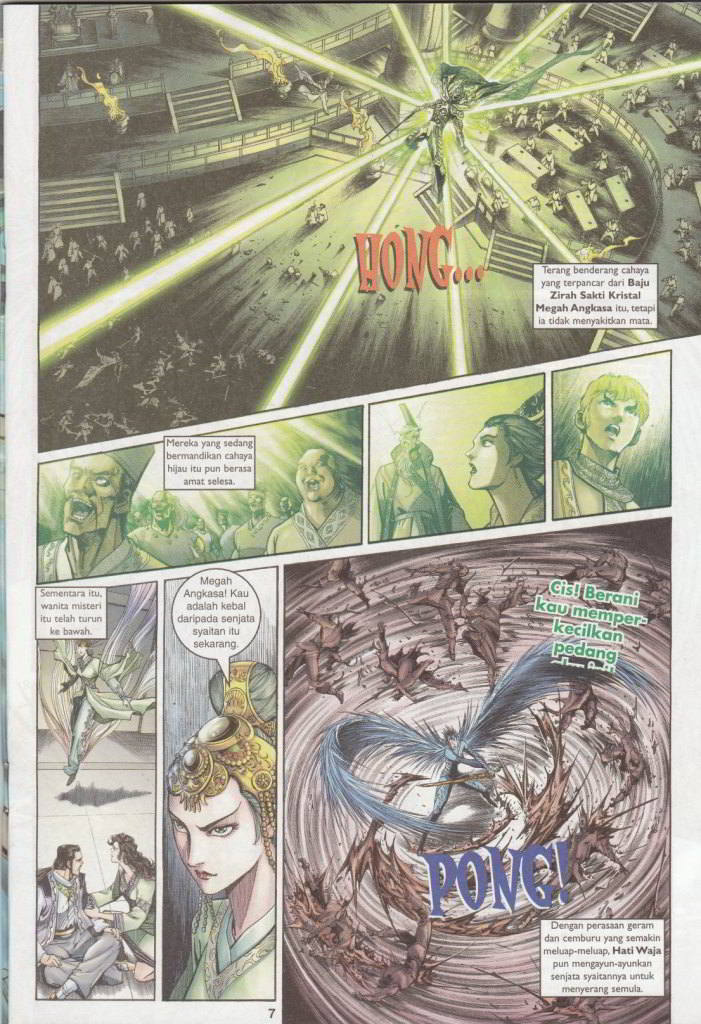 HONG...
Terang benderang cahaya
yang terpancar dari Baju
Zirah Sakti Kristal
Megah Angkasa itu, tetapi
ia tidak menyakitkan mata.
Mereka yang sedang
bermandikan cahaya
hijau itu pun berasa
amat selesa.
Sementara itu,
wanita misteri
itu telah turun
ke bawah.
Megah
Angkasa! Kau
adalah kebal
daripada senjata
syaitan itu
sekarang.
Cis! Berani
kau memper-
kecilkan
pedang
PONG!
Dengan perasaan geram
dan cemburu yang semakin
meluap-meluap, Hati Waja
pun mengayun-ayunkan
senjata syaitannya untuk
menyerang semula.
7